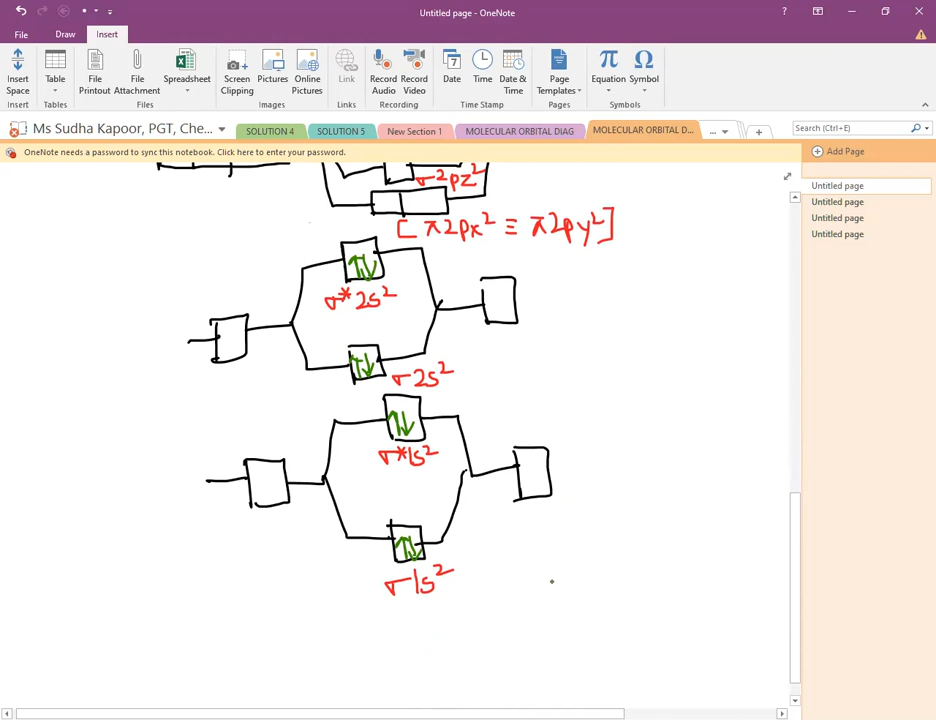 Untitled page - OneNote
?
File
Draw
Insert
Insert Space
Table
File Printout
File Attachment
Spreadsheet
Screen Clipping
Pictures
Online Pictures
Link
Record Audio
Record Video
Date
Time
Date & Time
Page Templates
Equation
Symbol
Insert
Tables
Files
Images
Links
Recording
Time Stamp
Pages
Symbols
Ms Sudha Kapoor, PGT, Che...
SOLUTION 4
SOLUTION 5
New Section 1
MOLECULAR ORBITAL DIAG
MOLECULAR ORBITAL D...
...
Search (Ctrl+E)
OneNote needs a password to sync this notebook. Click here to enter your password.
Add Page
Untitled page
Untitled page
Untitled page
Untitled page
σ2pz²
[π2px² ≡ π2py²]
↑↓
σ*2s²
↑↓
σ2s²
↑↓
σ*1s²
↑↓
σ1s²